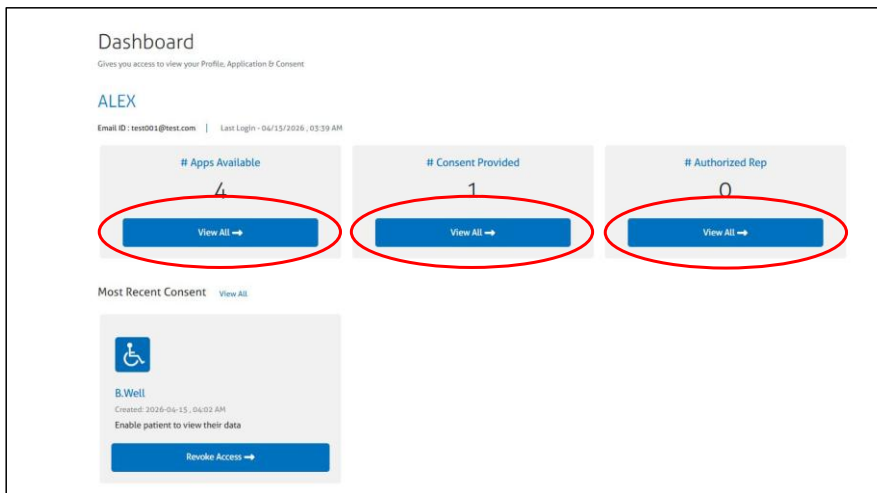 Dashboard
Gives you access to view your Profile, Application & Consent
ALEX
Email ID : test001@test.com | Last Login - 04/15/2026 , 03:39 AM
# Apps Available
4
View All →
# Consent Provided
1
View All →
# Authorized Rep
0
View All →
Most Recent Consent View All
B.Well
Created: 2026-04-15 , 04:02 AM
Enable patient to view their data
Revoke Access →